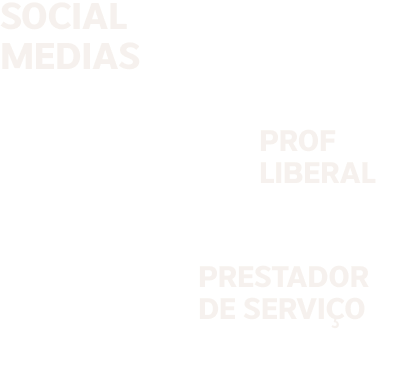 SOCIAL
MEDIAS
PROF
LIBERAL
PRESTADOR
DE SERVIÇO